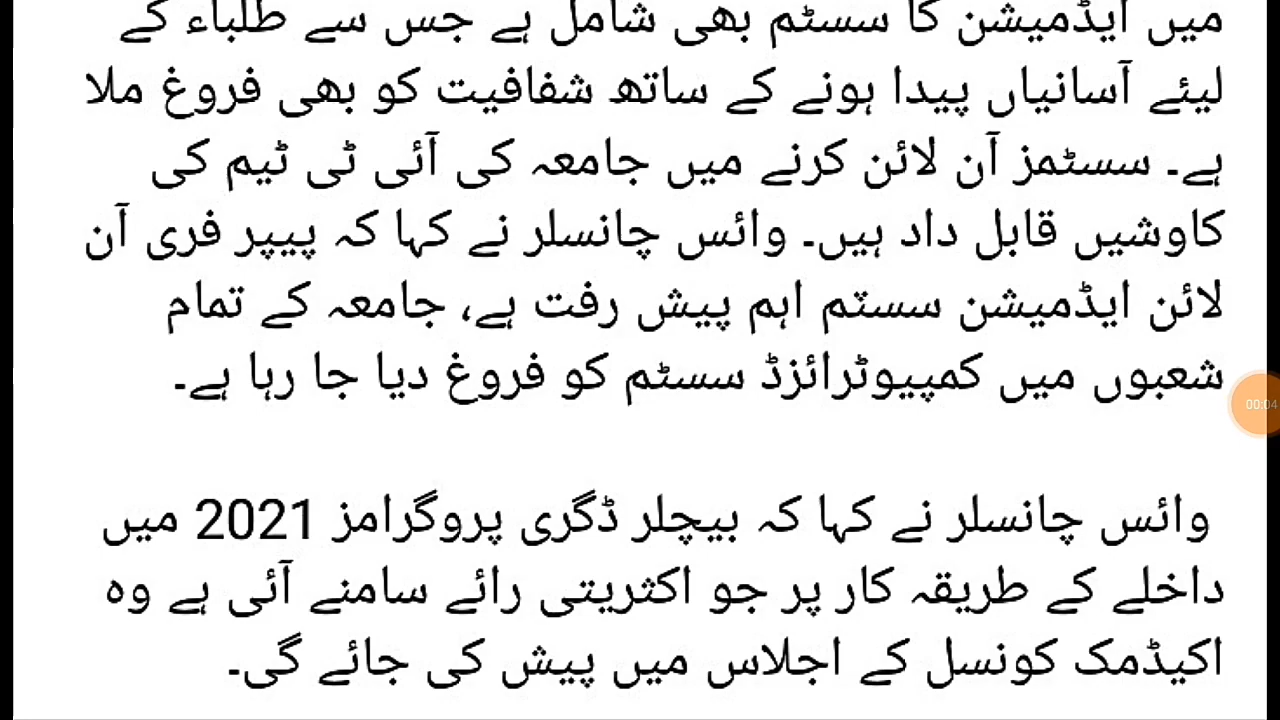 میں ایڈمیشن کا سسٹم بھی شامل ہے جس سے طلباء کے
لیئے آسانیاں پیدا ہونے کے ساتھ شفافیت کو بھی فروغ ملا
ہے۔ سسٹمز آن لائن کرنے میں جامعہ کی آئی ٹی ٹیم کی
کاوشیں قابل داد ہیں۔ وائس چانسلر نے کہا کہ پیپر فری آن
لائن ایڈمیشن سسٹم اہم پیش رفت ہے، جامعہ کے تمام
شعبوں میں کمپیوٹرائزڈ سسٹم کو فروغ دیا جا رہا ہے۔
00:04
وائس چانسلر نے کہا کہ بیچلر ڈگری پروگرامز 2021 میں
داخلے کے طریقہ کار پر جو اکثریتی رائے سامنے آئی ہے وہ
اکیڈمک کونسل کے اجلاس میں پیش کی جائے گی۔